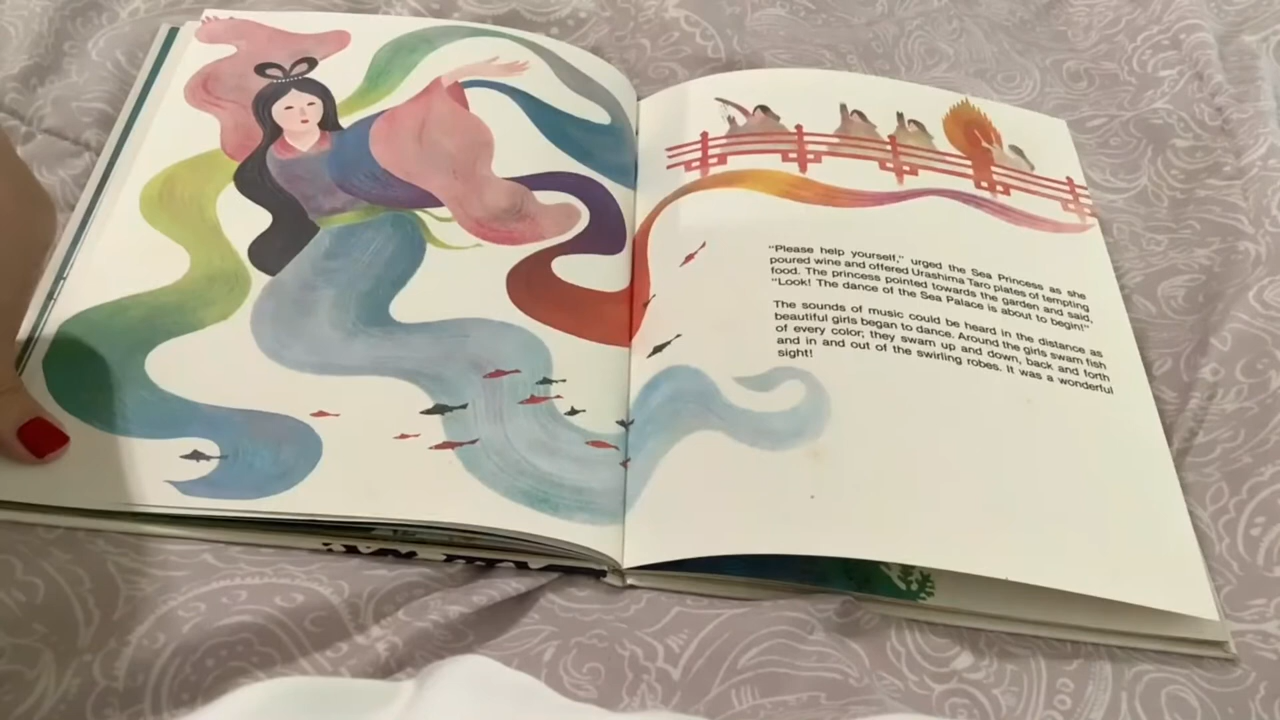 "Please help yourself," urged the Sea Princess as she
poured wine and offered Urashima Taro plates of tempting
food. The princess pointed towards the garden and said,
"Look! The dance of the Sea Palace is about to begin!"
The sounds of music could be heard in the distance as
beautiful girls began to dance. Around the girls swam fish
of every color; they swam up and down, back and forth
and in and out of the swirling robes. It was a wonderful
sight!